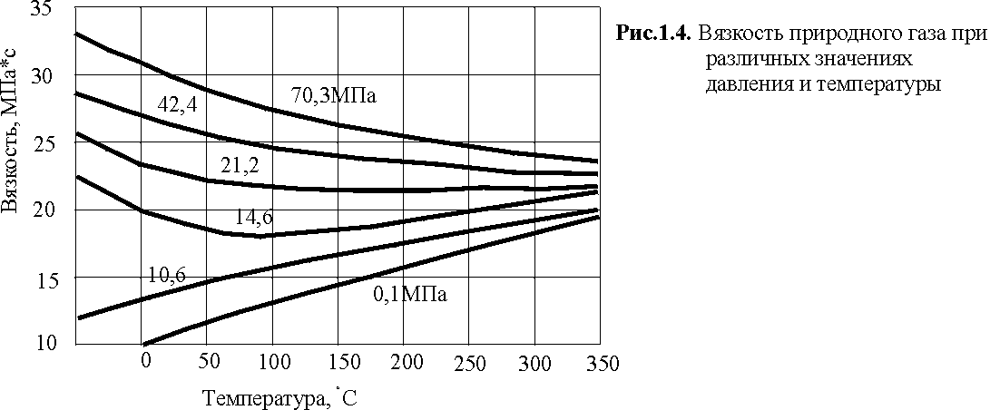 35
30
25
20
15
10
Вязкость, МПа*с
70,3МПа
42,4
21,2
14,6
10,6
0,1МПа
0 50 100 150 200 250 300 350
Температура, °С
Рис.1.4. Вязкость природного газа при
различных значениях
давления и температуры